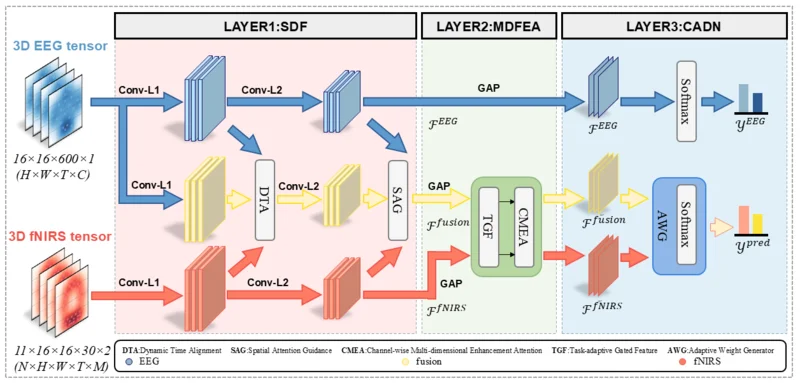 LAYER1:SDF
LAYER2:MDFEA
LAYER3:CADN
3D EEG tensor
Conv-L1
Conv-L2
GAP
Softmax
𝓕^EEG
𝓕^EEG
𝒴^EEG
16×16×600×1
(H×W×T×C)
Conv-L1
DTA
Conv-L2
SAG
GAP
𝓕^fusion
TGF
CMEA
𝓕^fusion
AWG
Softmax
𝒴^pred
3D fNIRS tensor
Conv-L1
Conv-L2
GAP
𝓕^fNIRS
𝓕^fNIRS
11×16×16×30×2
(N×H×W×T×M)
DTA:Dynamic Time Alignment SAG:Spatial Attention Guidance CMEA:Channel-wise Multi-dimensional Enhancement Attention TGF:Task-adaptive Gated Feature AWG:Adaptive Weight Generator
EEG fusion fNIRS